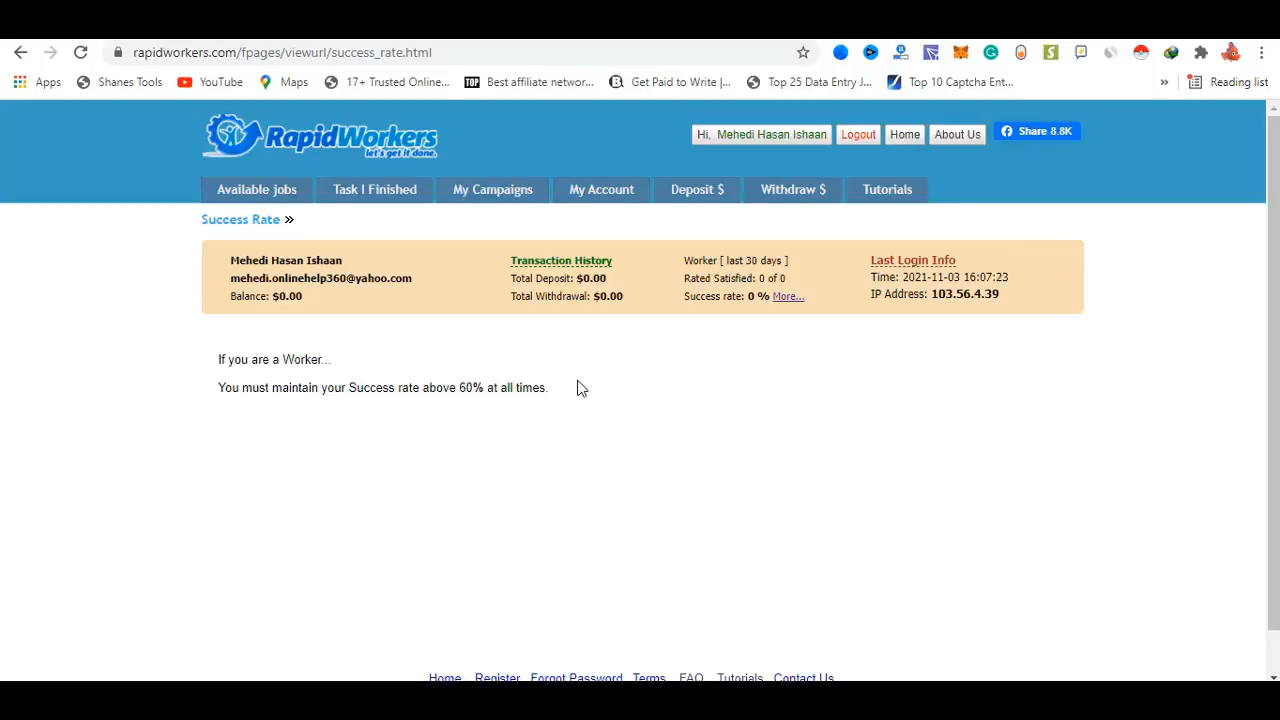 rapidworkers.com/fpages/viewurl/success_rate.html
Apps Shanes Tools YouTube Maps 17+ Trusted Online... Best affiliate networ... Get Paid to Write |... Top 25 Data Entry J... Top 10 Captcha Ent... » Reading list
RapidWorkers
let's get it done.
Hi, Mehedi Hasan Ishaan Logout Home About Us Share 8.8K
Available jobs Task I Finished My Campaigns My Account Deposit $ Withdraw $ Tutorials
Success Rate »
Mehedi Hasan Ishaan Transaction History Worker [ last 30 days ] Last Login Info
mehedi.onlinehelp360@yahoo.com Total Deposit: $0.00 Rated Satisfied: 0 of 0 Time: 2021-11-03 16:07:23
Balance: $0.00 Total Withdrawal: $0.00 Success rate: 0 % More... IP Address: 103.56.4.39
If you are a Worker...
You must maintain your Success rate above 60% at all times.
Home Register Forgot Password Terms FAQ Tutorials Contact Us